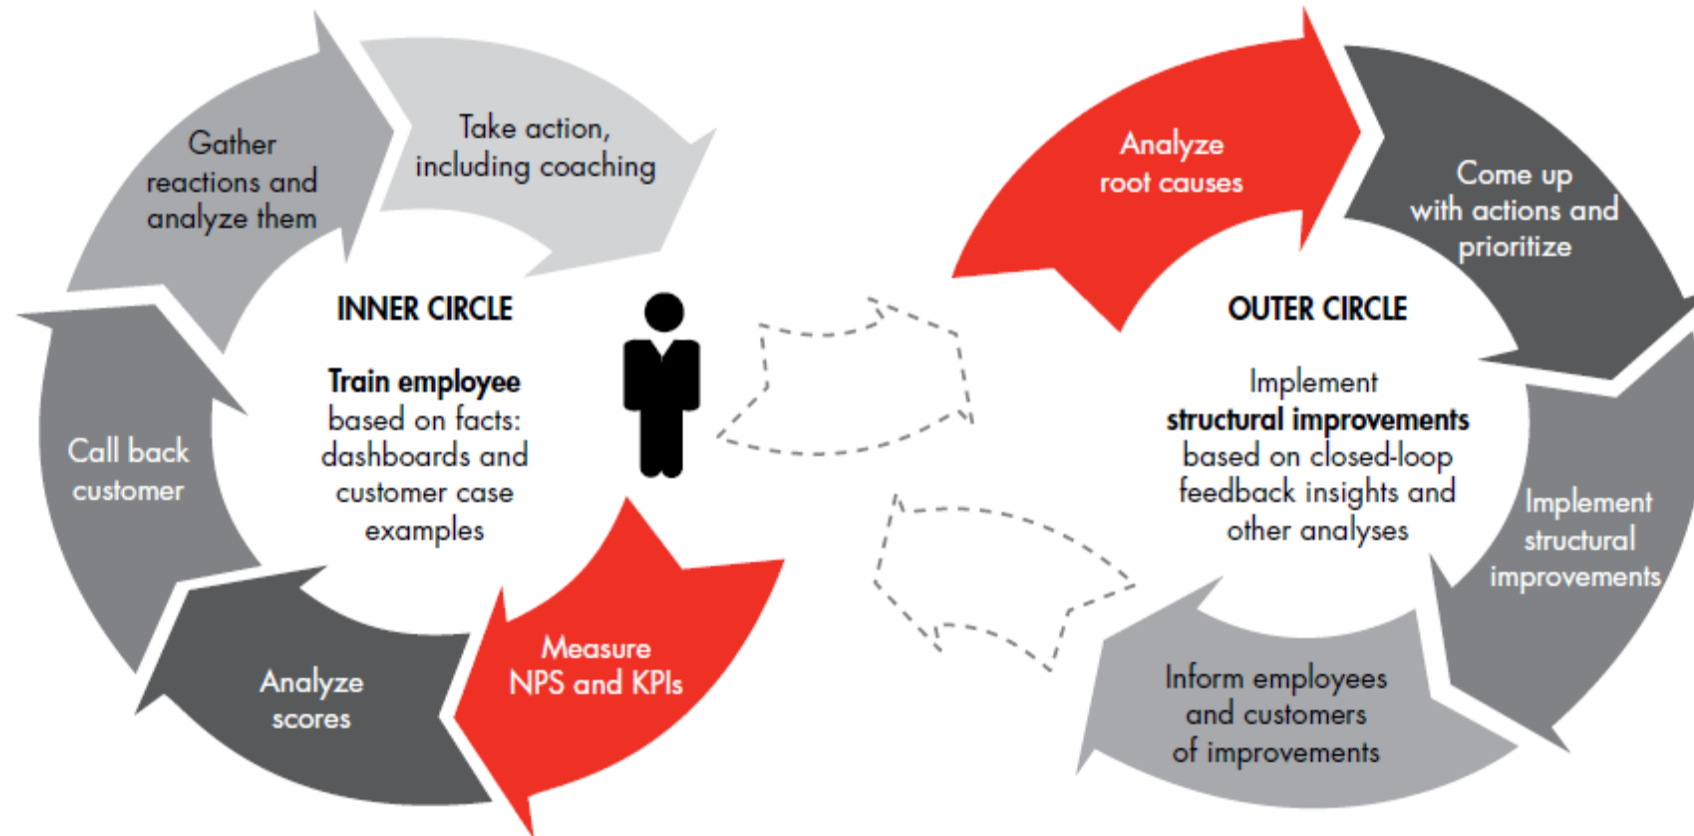 Gather
reactions and
analyze them
Take action,
including coaching
INNER CIRCLE
Train employee
based on facts:
dashboards and
customer case
examples
Call back
customer
Analyze
scores
Measure
NPS and KPIs
Analyze
root causes
Come up
with actions and
prioritize
OUTER CIRCLE
Implement
structural improvements
based on closed-loop
feedback insights and
other analyses
Implement
structural
improvements
Inform employees
and customers
of improvements